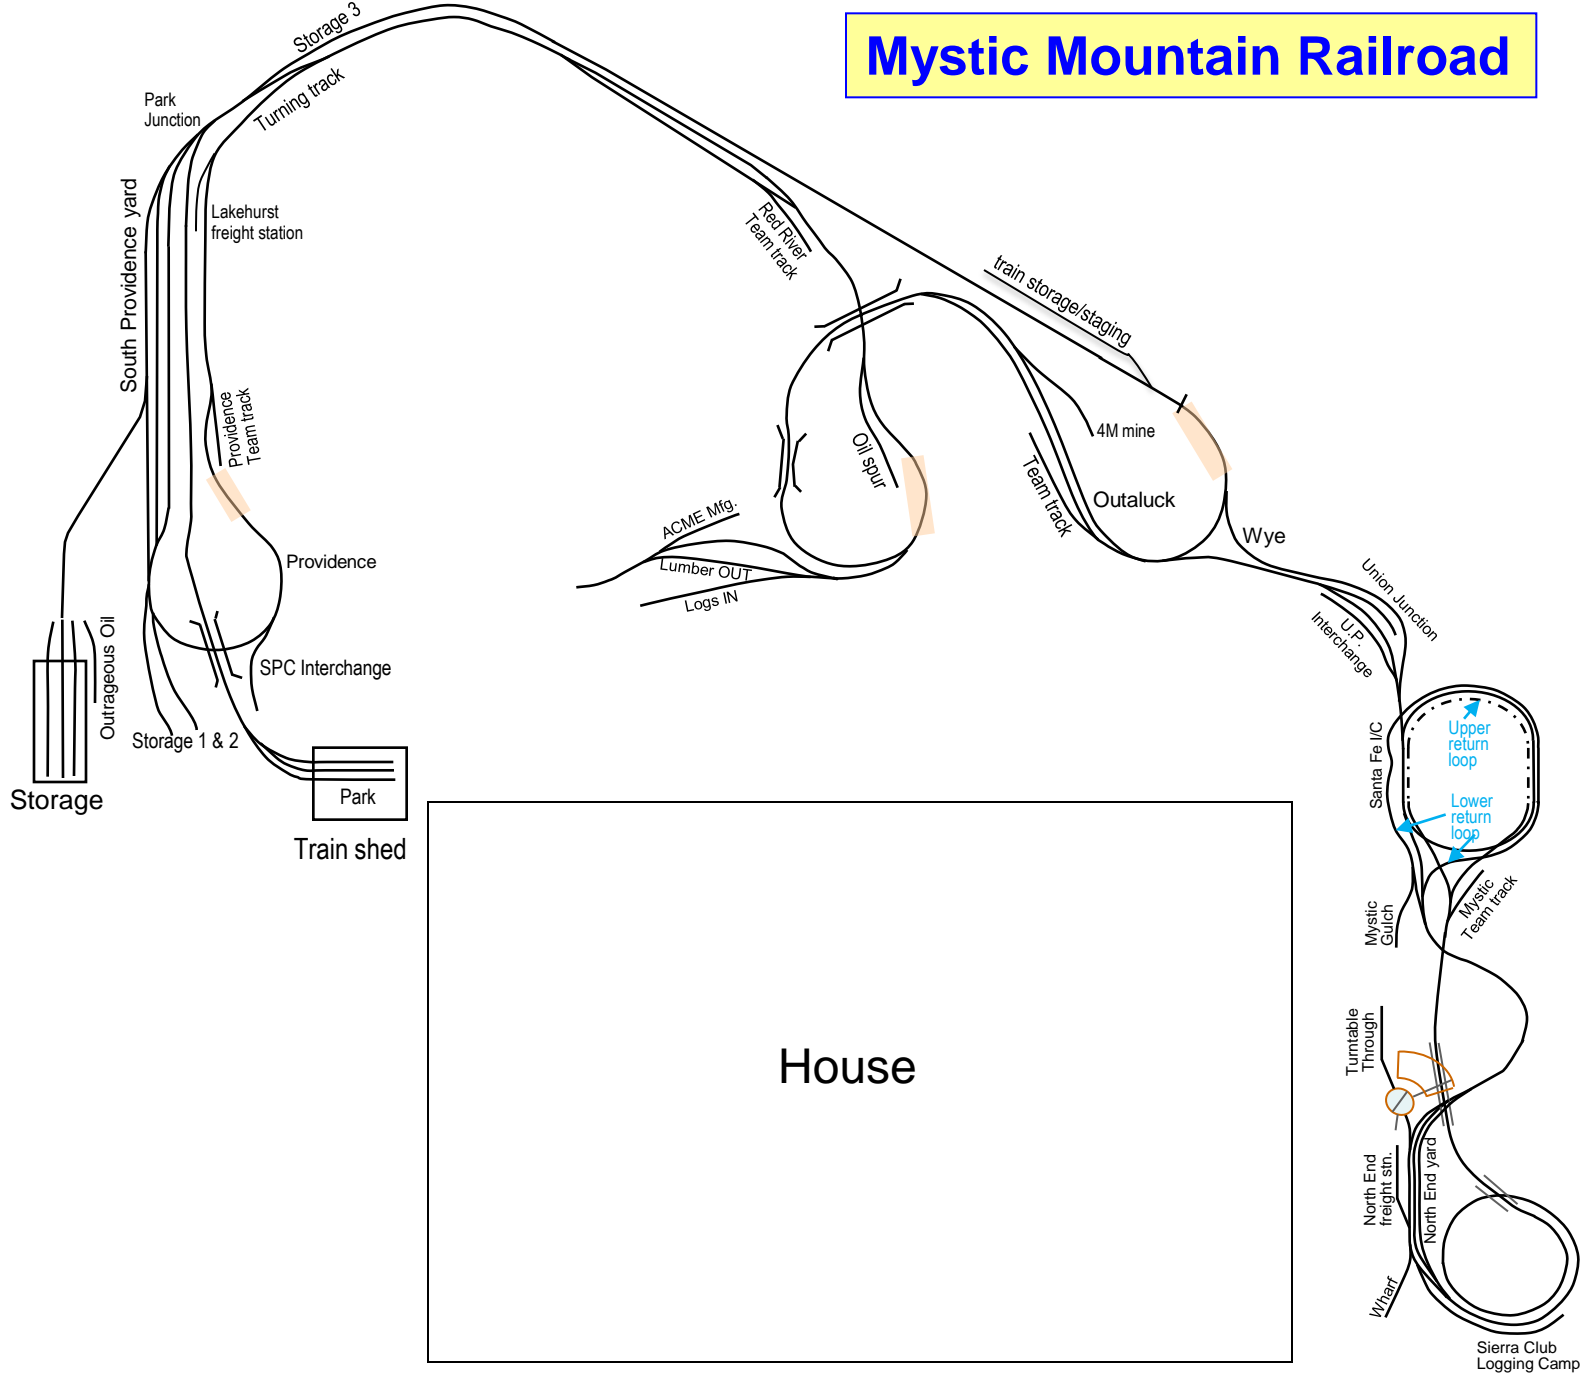 Mystic Mountain Railroad
Storage 3
Park
Junction
Turning track
South Providence yard
Lakehurst
freight station
Red River
Team track
train storage/staging
Providence
Team track
Oil spur
4M mine
Team track
Outaluck
ACME Mfg.
Lumber OUT
Logs IN
Wye
Union Junction
U.P.
Interchange
Providence
Outrageous Oil
SPC Interchange
Storage 1 & 2
Storage
Park
Train shed
Santa Fe I/C
Upper
return
loop
Lower
return
loop
Mystic
Gulch
Mystic
Team track
House
Turntable
Through
North End
freight stn.
North End yard
Wharf
Sierra Club
Logging Camp